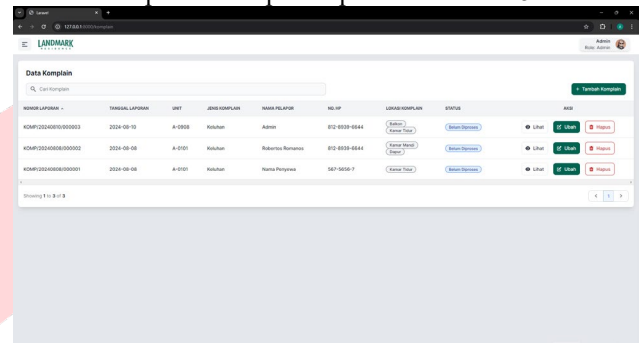 Laravel
127.0.0.1:8000/komplain
LANDMARK
RESIDENCE
Admin
Role: Admin
Data Komplain
Cari Komplain
+ Tambah Komplain
NOMOR LAPORAN TANGGAL LAPORAN UNIT JENIS KOMPLAIN NAMA PELAPOR NO. HP LOKASI KOMPLAIN STATUS AKSI
KOMP/20240810/000003 2024-08-10 A-0908 Keluhan Admin 812-8939-6644 Balkon Kamar Tidur Belum Diproses Lihat Ubah Hapus
KOMP/20240808/000002 2024-08-08 A-0101 Keluhan Robertos Romanos 812-8939-6644 Kamar Mandi Dapur Belum Diproses Lihat Ubah Hapus
KOMP/20240808/000001 2024-08-08 A-0101 Keluhan Nama Penyewa 567-5656-7 Kamar Tidur Belum Diproses Lihat Ubah Hapus
Showing 1 to 3 of 3
1